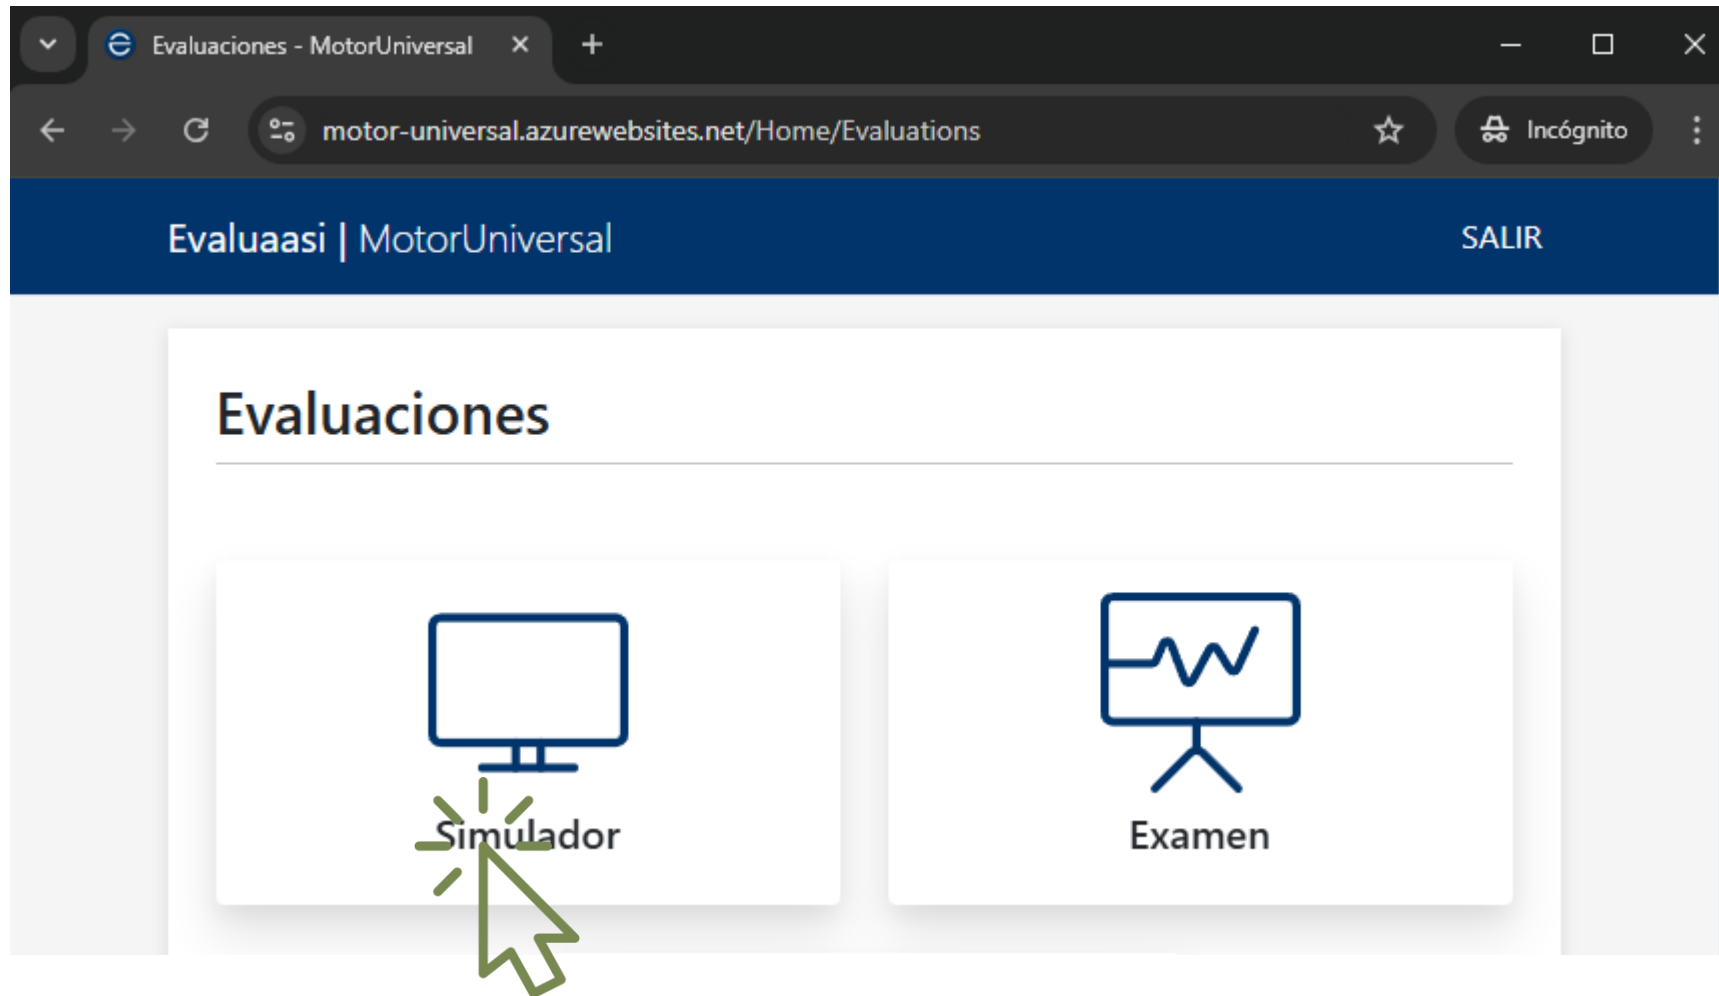 Evaluaciones - MotorUniversal
motor-universal.azurewebsites.net/Home/Evaluations
Incógnito
Evaluaasi | MotorUniversal
SALIR
Evaluaciones
Simulador
Examen